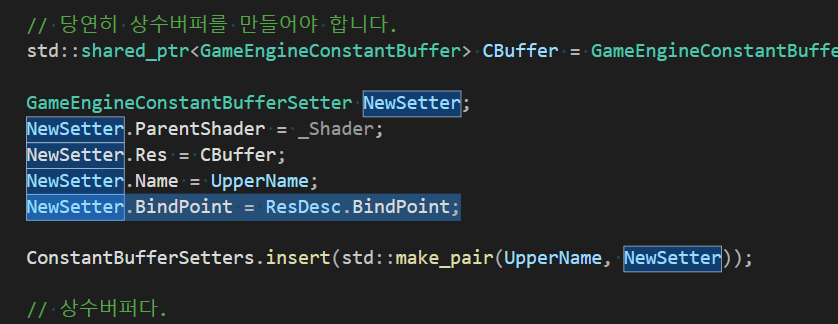 // 당연히 상수버퍼를 만들어야 합니다.
std::shared_ptr<GameEngineConstantBuffer> CBuffer = GameEngineConstantBuffe
GameEngineConstantBufferSetter NewSetter;
NewSetter.ParentShader = _Shader;
NewSetter.Res = CBuffer;
NewSetter.Name = UpperName;
NewSetter.BindPoint = ResDesc.BindPoint;
ConstantBufferSetters.insert(std::make_pair(UpperName, NewSetter));
// 상수버퍼다.